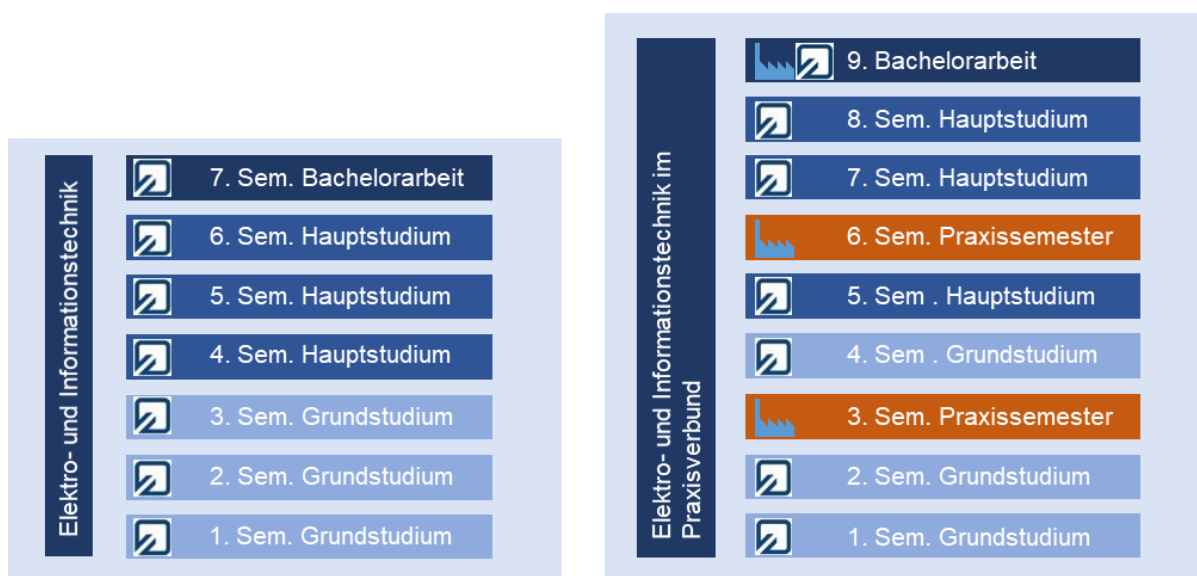 Elektro- und Informationstechnik
7. Sem. Bachelorarbeit
6. Sem. Hauptstudium
5. Sem. Hauptstudium
4. Sem. Hauptstudium
3. Sem. Grundstudium
2. Sem. Grundstudium
1. Sem. Grundstudium
Elektro- und Informationstechnik im
Praxisverbund
9. Bachelorarbeit
8. Sem. Hauptstudium
7. Sem. Hauptstudium
6. Sem. Praxissemester
5. Sem . Hauptstudium
4. Sem . Grundstudium
3. Sem. Praxissemester
2. Sem. Grundstudium
1. Sem. Grundstudium